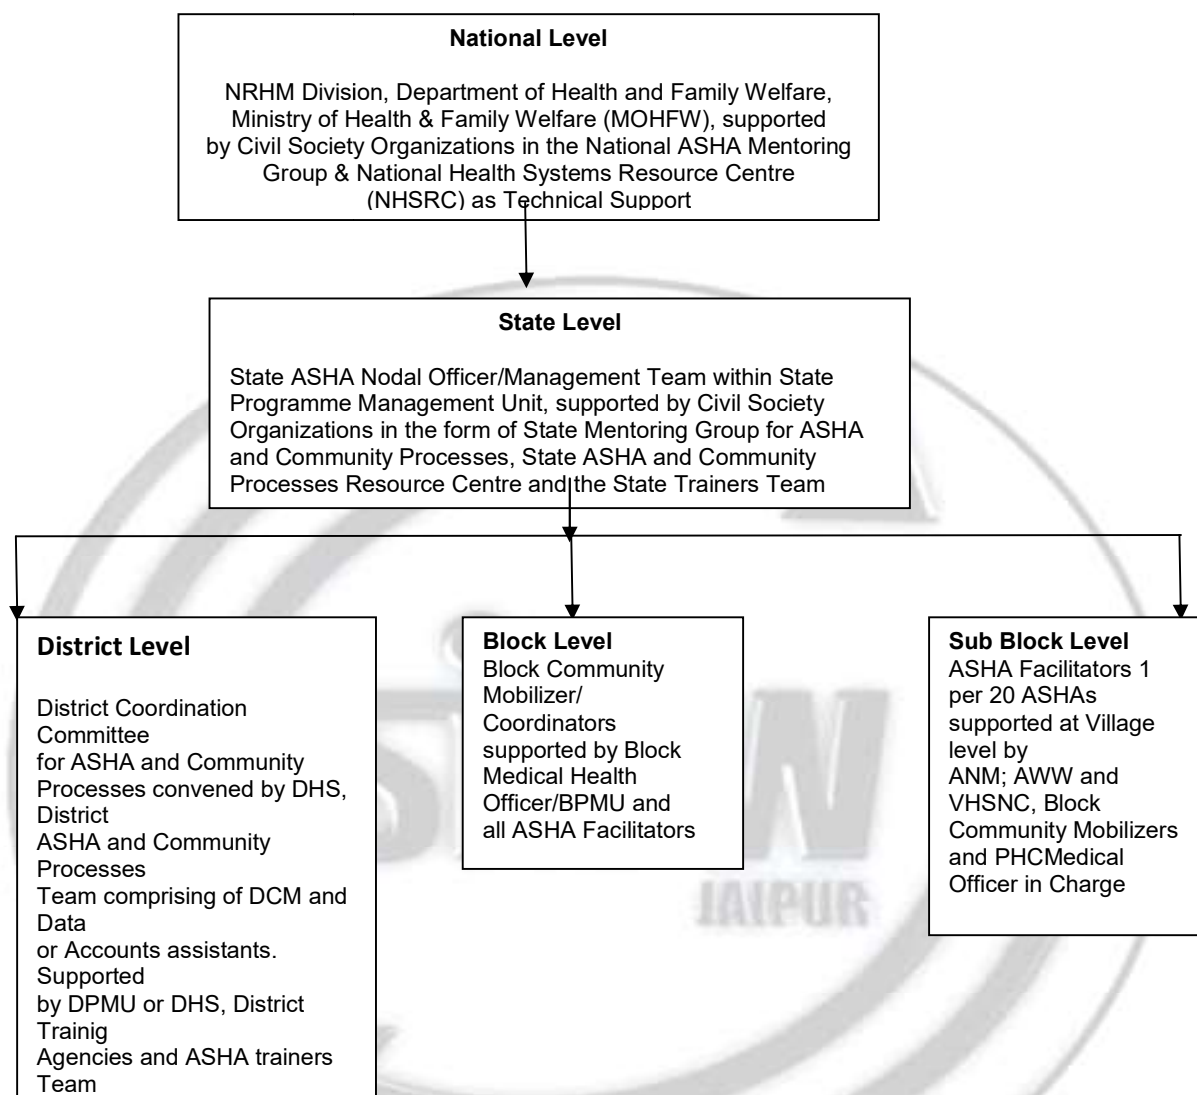 National Level
NRHM Division, Department of Health and Family Welfare,
Ministry of Health & Family Welfare (MOHFW), supported
by Civil Society Organizations in the National ASHA Mentoring
Group & National Health Systems Resource Centre
(NHSRC) as Technical Support
State Level
State ASHA Nodal Officer/Management Team within State
Programme Management Unit, supported by Civil Society
Organizations in the form of State Mentoring Group for ASHA
and Community Processes, State ASHA and Community
Processes Resource Centre and the State Trainers Team
District Level
District Coordination
Committee
for ASHA and Community
Processes convened by DHS,
District
ASHA and Community
Processes
Team comprising of DCM and
Data
or Accounts assistants.
Supported
by DPMU or DHS, District
Trainig
Agencies and ASHA trainers
Team
Block Level
Block Community
Mobilizer/
Coordinators
supported by Block
Medical Health
Officer/BPMU and
all ASHA Facilitators
Sub Block Level
ASHA Facilitators 1
per 20 ASHAs
supported at Village
level by
ANM; AWW and
VHSNC, Block
Community Mobilizers
and PHCMedical
Officer in Charge
JAIPUR